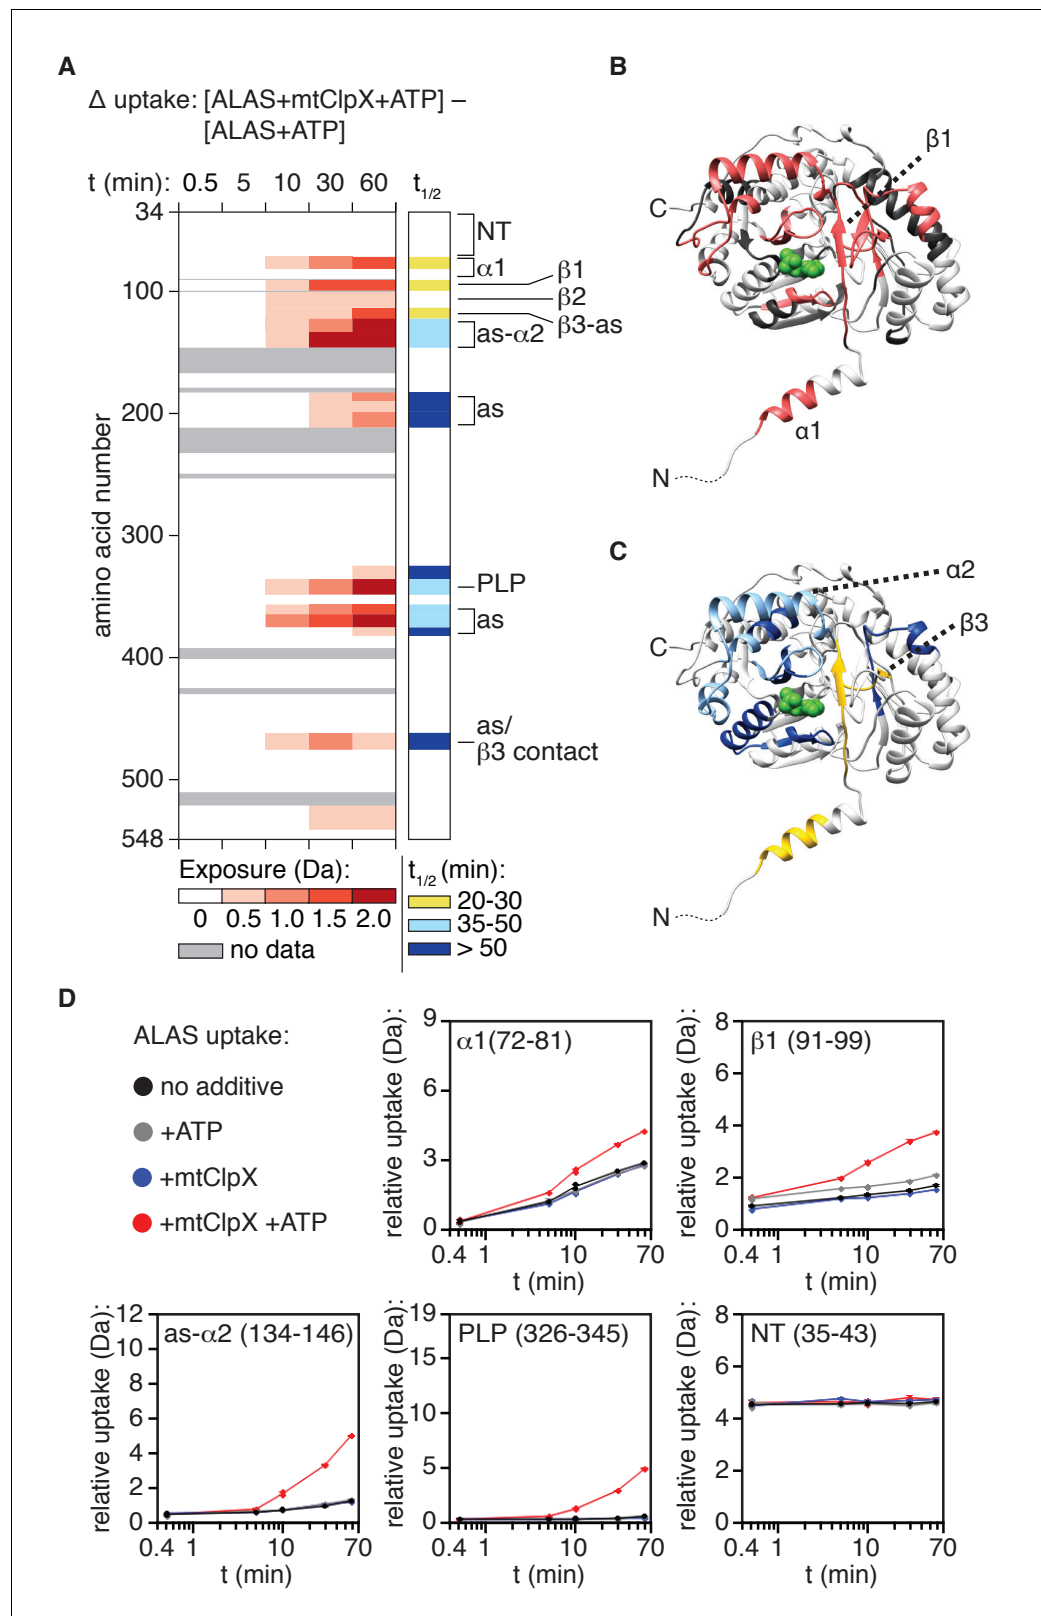 A
Δ uptake: [ALAS+mtClpX+ATP] –
[ALAS+ATP]
t (min): 0.5 5 10 30 60 t1/2
34
100
200
300
400
500
548
amino acid number
NT
α1
β1
β2
β3-as
as-α2
as
PLP
as
as/
β3 contact
Exposure (Da):
0 0.5 1.0 1.5 2.0
no data
t1/2 (min):
20-30
35-50
> 50
B
β1
C
α1
N
C
α2
β3
C
N
D
ALAS uptake:
no additive
+ATP
+mtClpX
+mtClpX +ATP
relative uptake (Da):
9
6
3
0
α1(72-81)
0.4 1 10 70
t (min)
relative uptake (Da):
8
6
4
2
0
β1 (91-99)
0.4 1 10 70
t (min)
relative uptake (Da):
12
10
8
6
4
2
0
as-α2 (134-146)
0.4 1 10 70
t (min)
relative uptake (Da):
19
15
10
5
0
PLP (326-345)
0.4 1 10 70
t (min)
relative uptake (Da):
8
6
4
2
0
NT (35-43)
0.4 1 10 70
t (min)